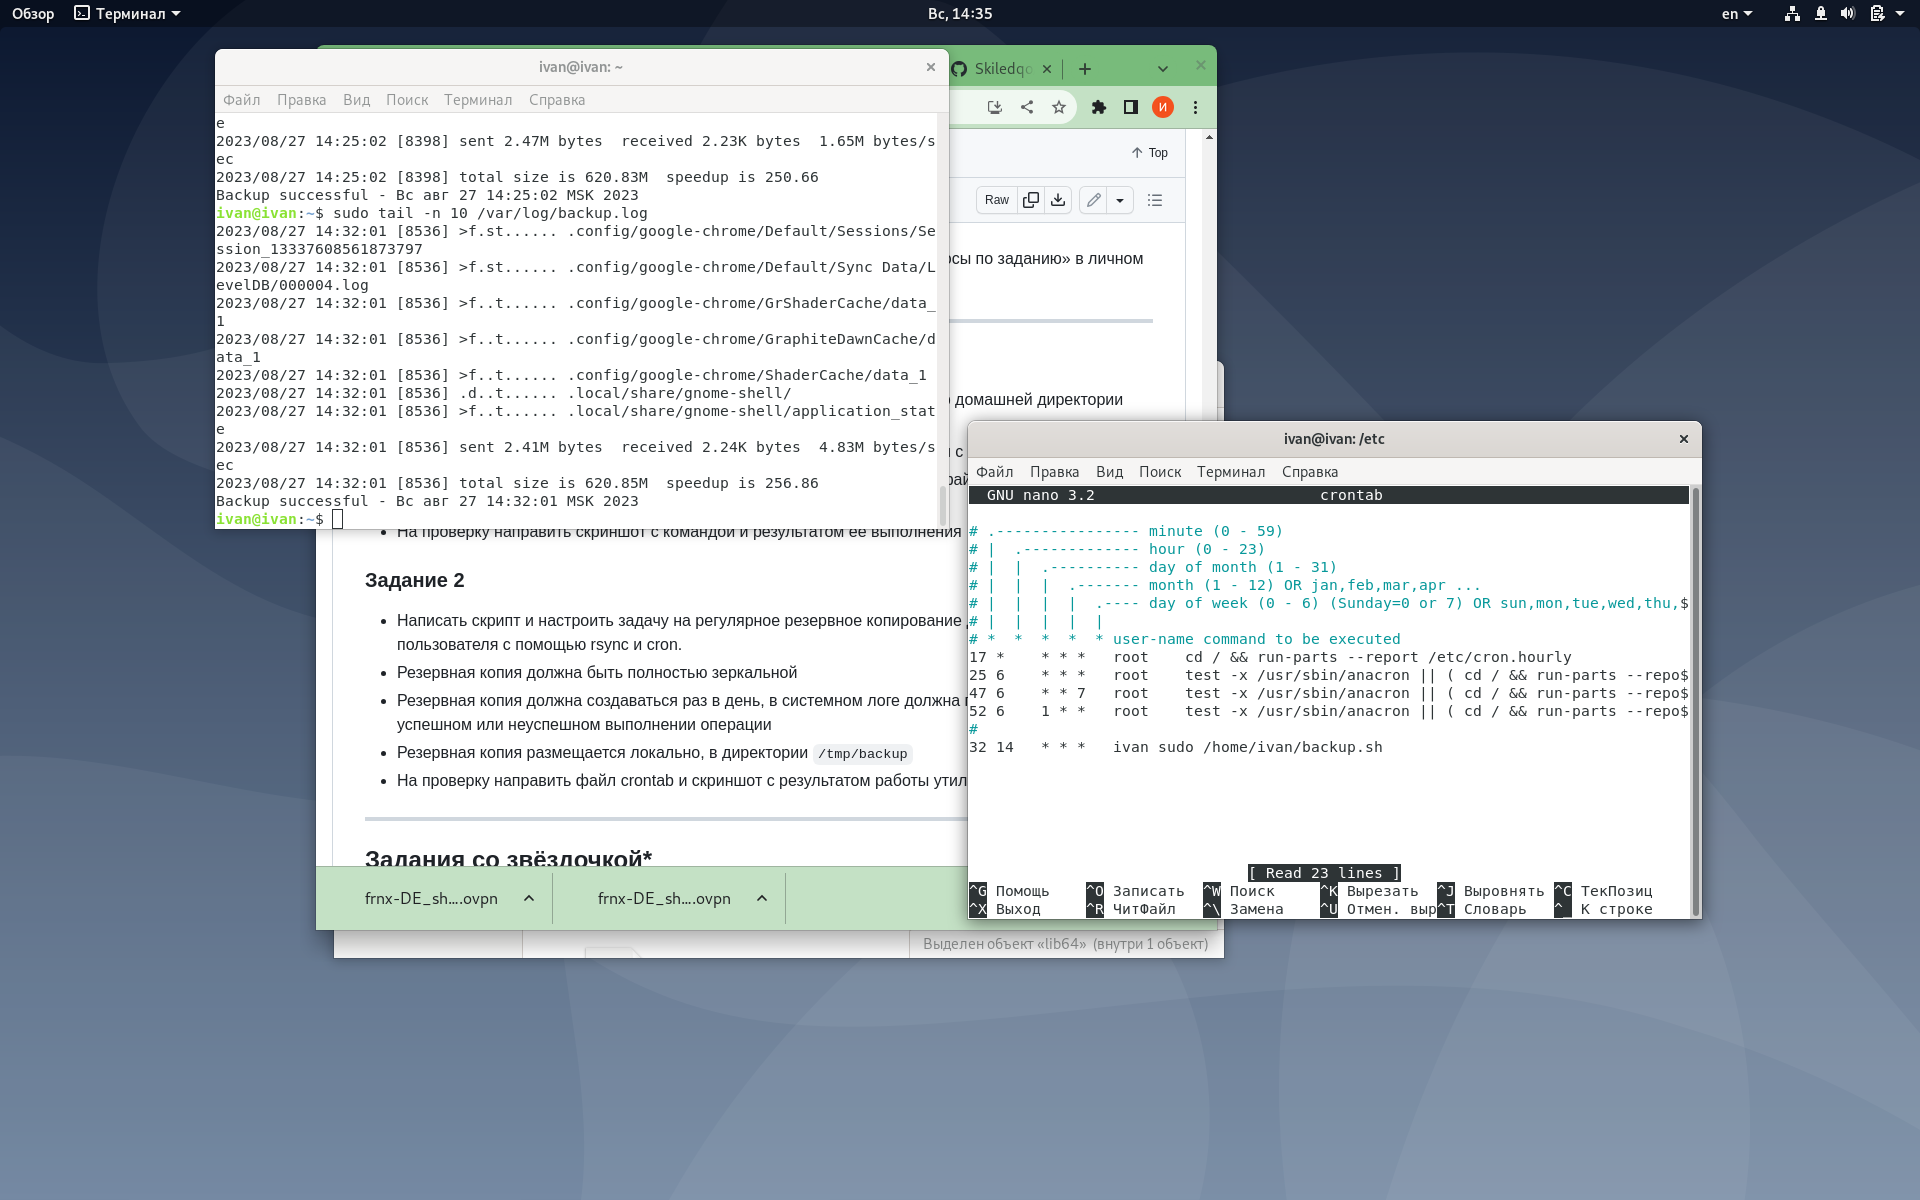 Обзор
Терминал
Вс, 14:35
en
ivan@ivan: ~
Файл Правка Вид Поиск Терминал Справка
e
2023/08/27 14:25:02 [8398] sent 2.47M bytes  received 2.23K bytes  1.65M bytes/s
ec
2023/08/27 14:25:02 [8398] total size is 620.83M  speedup is 250.66
Backup successful - Вс авг 27 14:25:02 MSK 2023
ivan@ivan:~$ sudo tail -n 10 /var/log/backup.log
2023/08/27 14:32:01 [8536] >f.st...... .config/google-chrome/Default/Sessions/Se
ssion_13337608561873797
2023/08/27 14:32:01 [8536] >f.st...... .config/google-chrome/Default/Sync Data/L
evelDB/000004.log
2023/08/27 14:32:01 [8536] >f..t...... .config/google-chrome/GrShaderCache/data_
1
2023/08/27 14:32:01 [8536] >f..t...... .config/google-chrome/GraphiteDawnCache/d
ata_1
2023/08/27 14:32:01 [8536] >f..t...... .config/google-chrome/ShaderCache/data_1
2023/08/27 14:32:01 [8536] .d..t...... .local/share/gnome-shell/
2023/08/27 14:32:01 [8536] >f..t...... .local/share/gnome-shell/application_stat
e
2023/08/27 14:32:01 [8536] sent 2.41M bytes  received 2.24K bytes  4.83M bytes/s
ec
2023/08/27 14:32:01 [8536] total size is 620.85M  speedup is 256.86
Backup successful - Вс авг 27 14:32:01 MSK 2023
ivan@ivan:~$
Skiledqo
И
Top
Raw
осы по заданию» в личном
домашней директории
с
На проверку направить скриншот с командой и результатом ее выполнения
Задание 2
• Написать скрипт и настроить задачу на регулярное резервное копирование
пользователя с помощью rsync и cron.
• Резервная копия должна быть полностью зеркальной
• Резервная копия должна создаваться раз в день, в системном логе должна
успешном или неуспешном выполнении операции
• Резервная копия размещается локально, в директории /tmp/backup
• На проверку направить файл crontab и скриншот с результатом работы утил
Задания со звёздочкой*
frnx-DE_sh....ovpn
frnx-DE_sh....ovpn
Выделен объект «lib64» (внутри 1 объект)
ivan@ivan: /etc
Файл Правка Вид Поиск Терминал Справка
GNU nano 3.2 crontab
# .---------------- minute (0 - 59)
# |  .------------- hour (0 - 23)
# |  |  .---------- day of month (1 - 31)
# |  |  |  .------- month (1 - 12) OR jan,feb,mar,apr ...
# |  |  |  |  .---- day of week (0 - 6) (Sunday=0 or 7) OR sun,mon,tue,wed,thu,$
# |  |  |  |  |
# *  *  *  *  * user-name command to be executed
17 *    * * *   root    cd / && run-parts --report /etc/cron.hourly
25 6    * * *   root    test -x /usr/sbin/anacron || ( cd / && run-parts --repo$
47 6    * * 7   root    test -x /usr/sbin/anacron || ( cd / && run-parts --repo$
52 6    1 * *   root    test -x /usr/sbin/anacron || ( cd / && run-parts --repo$
#
32 14   * * *   ivan sudo /home/ivan/backup.sh
[ Read 23 lines ]
^G Помощь ^O Записать ^W Поиск ^K Вырезать ^J Выровнять ^C ТекПозиц
^X Выход ^R ЧитФайл ^\ Замена ^U Отмен. выр ^T Словарь ^_ К строке